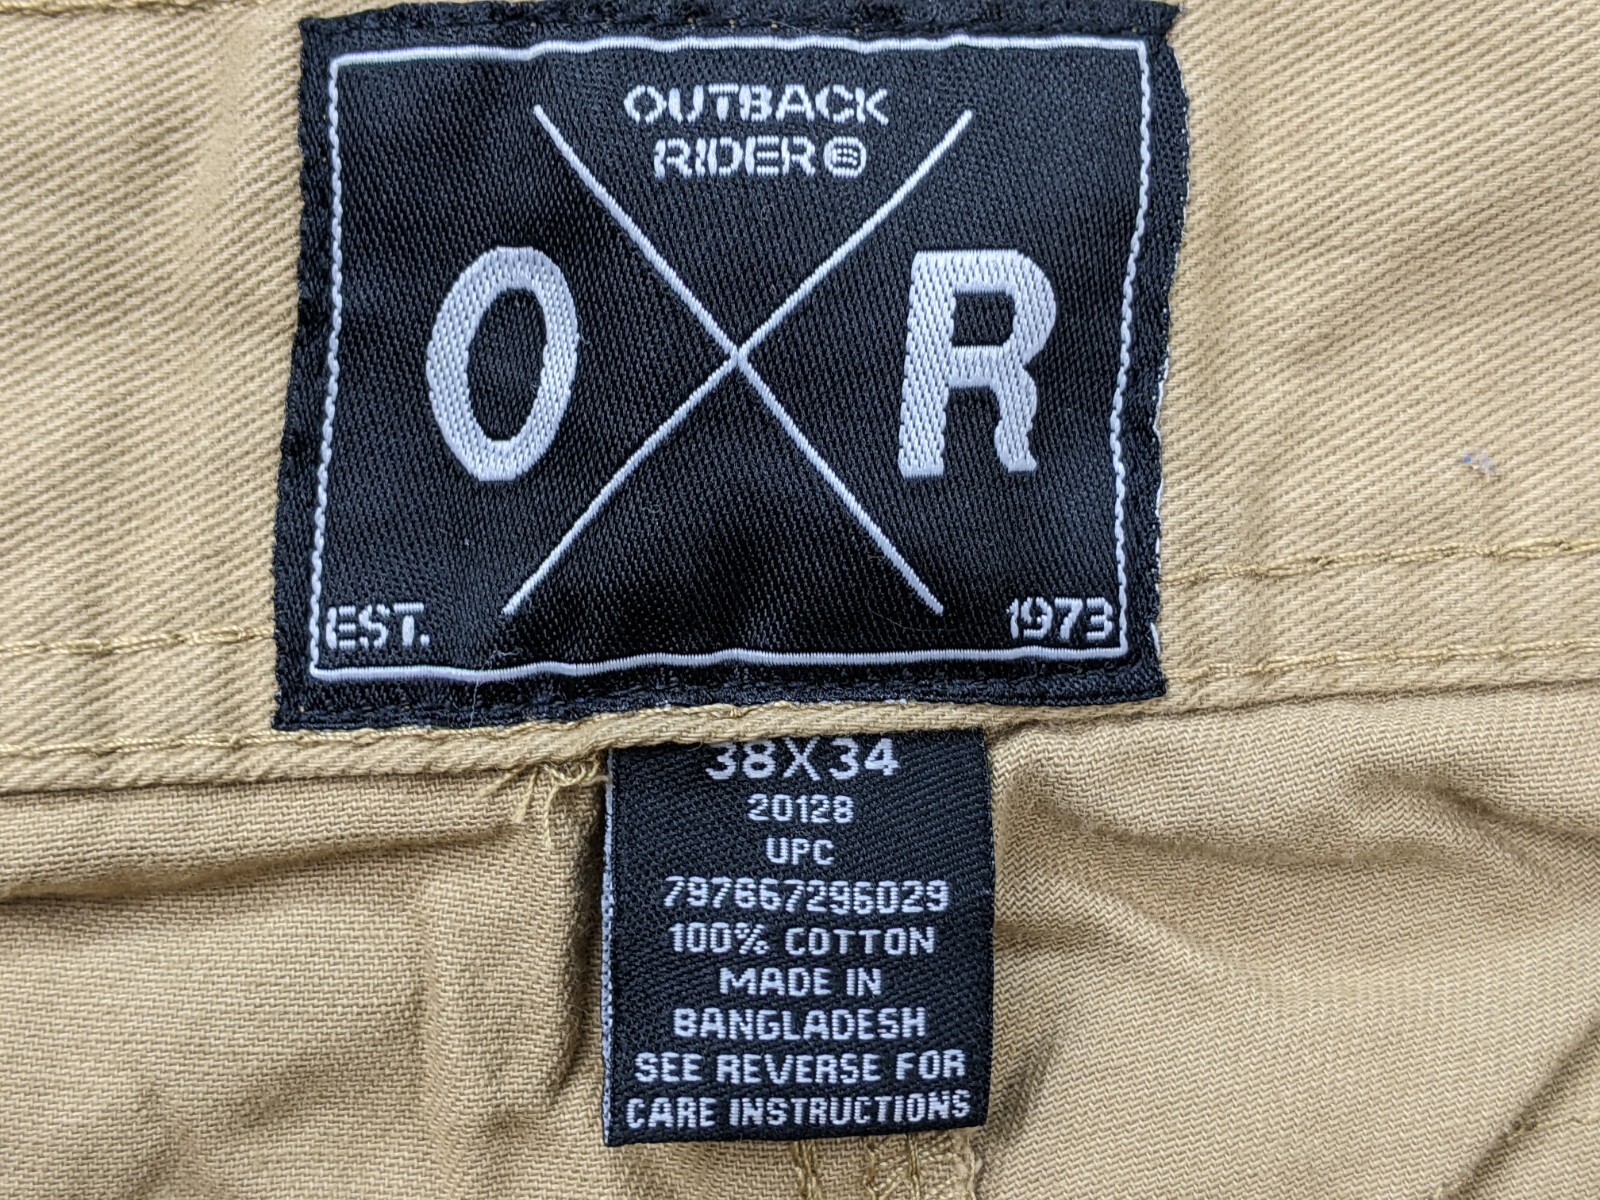 OUTBACK
RIDER®
O R
EST. 1973
38X34
20128
UPC
797667296029
100% COTTON
MADE IN
BANGLADESH
SEE REVERSE FOR
CARE INSTRUCTIONS